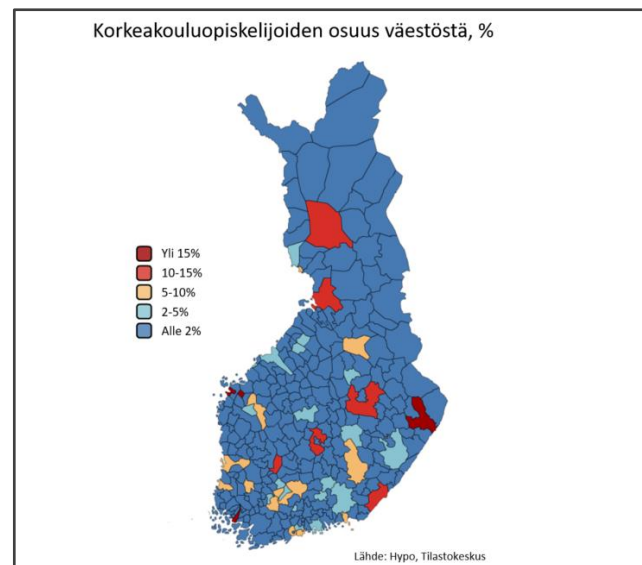 Korkeakouluopiskelijoiden osuus väestöstä, %
Yli 15%
10-15%
5-10%
2-5%
Alle 2%
Lähde: Hypo, Tilastokeskus